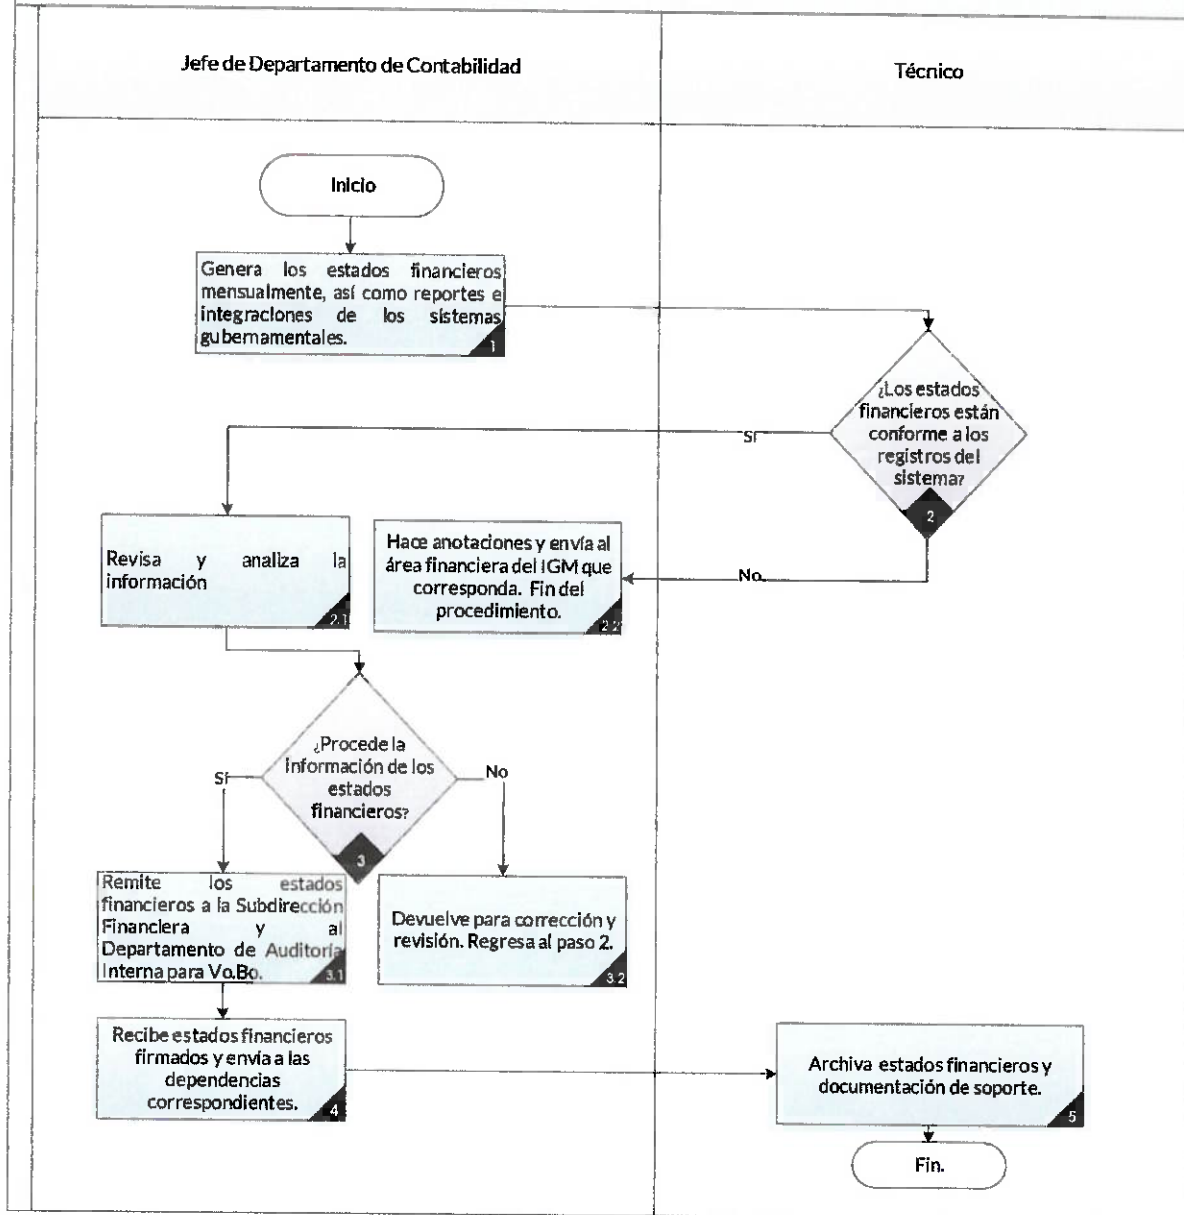 Jefe de Departamento de Contabilidad
Técnico
Inicio
Genera los estados financieros
mensualmente, así como reportes e
integraciones de los sistemas
gubernamentales.
1
¿Los estados
financieros están
conforme a los
registros del
sistema?
2
Sí
No
Revisa y analiza la
información
2.1
Hace anotaciones y envía al
área financiera del IGM que
corresponda. Fin del
procedimiento.
2.2
¿Procede la
información de los
estados
financieros?
3
Sí
No
Remite los estados
financieros a la Subdirección
Financiera y al
Departamento de Auditoría
Interna para Vo.Bo.
3.1
Devuelve para corrección y
revisión. Regresa al paso 2.
3.2
Recibe estados financieros
firmados y envía a las
dependencias
correspondientes.
4
Archiva estados financieros y
documentación de soporte.
5
Fin.